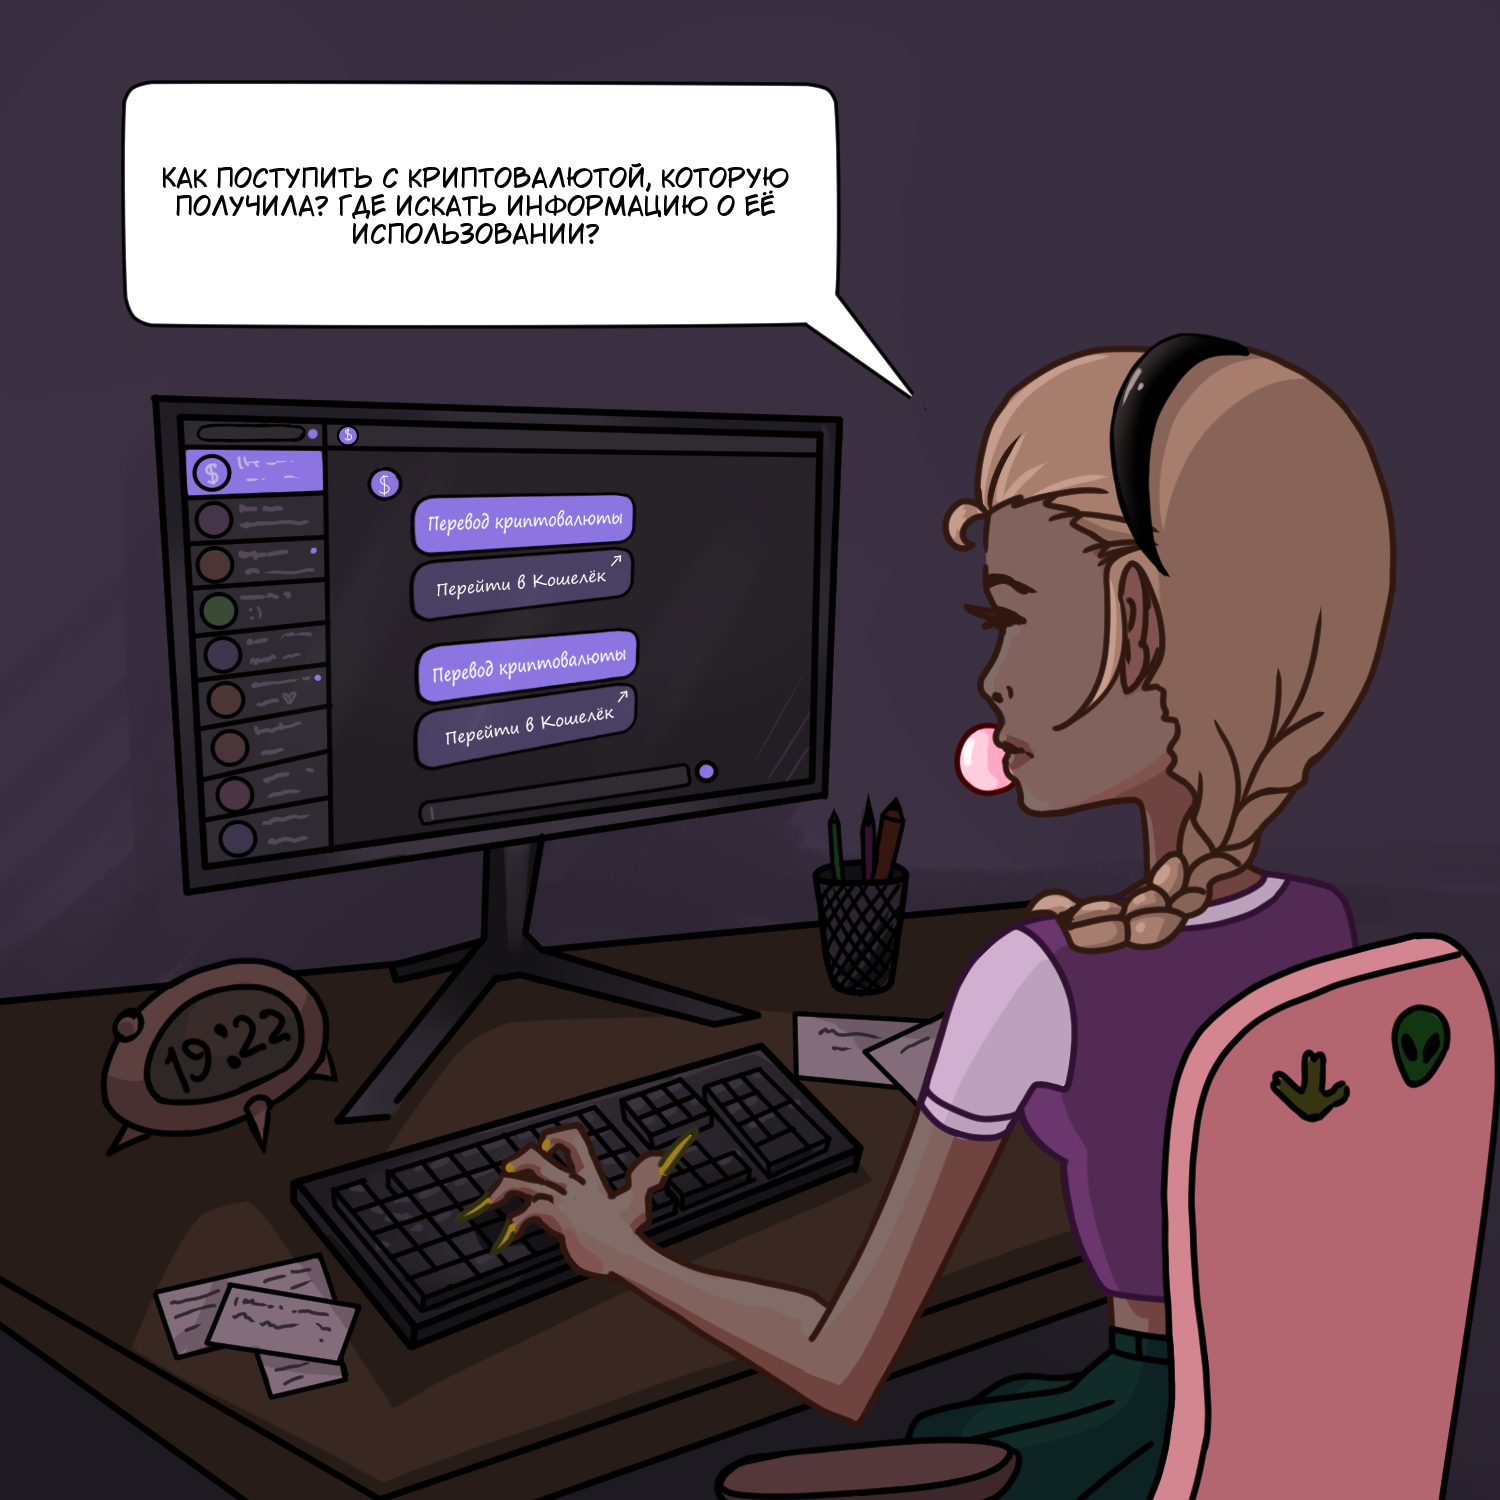 КАК ПОСТУПИТЬ С КРИПТОВАЛЮТОЙ, КОТОРУЮ
ПОЛУЧИЛА? ГДЕ ИСКАТЬ ИНФОРМАЦИЮ О ЕЁ
ИСПОЛЬЗОВАНИИ?
$
$
$
Перевод криптовалюты
Перейти в Кошелёк
:)
Перевод криптовалюты
Перейти в Кошелёк
19:22